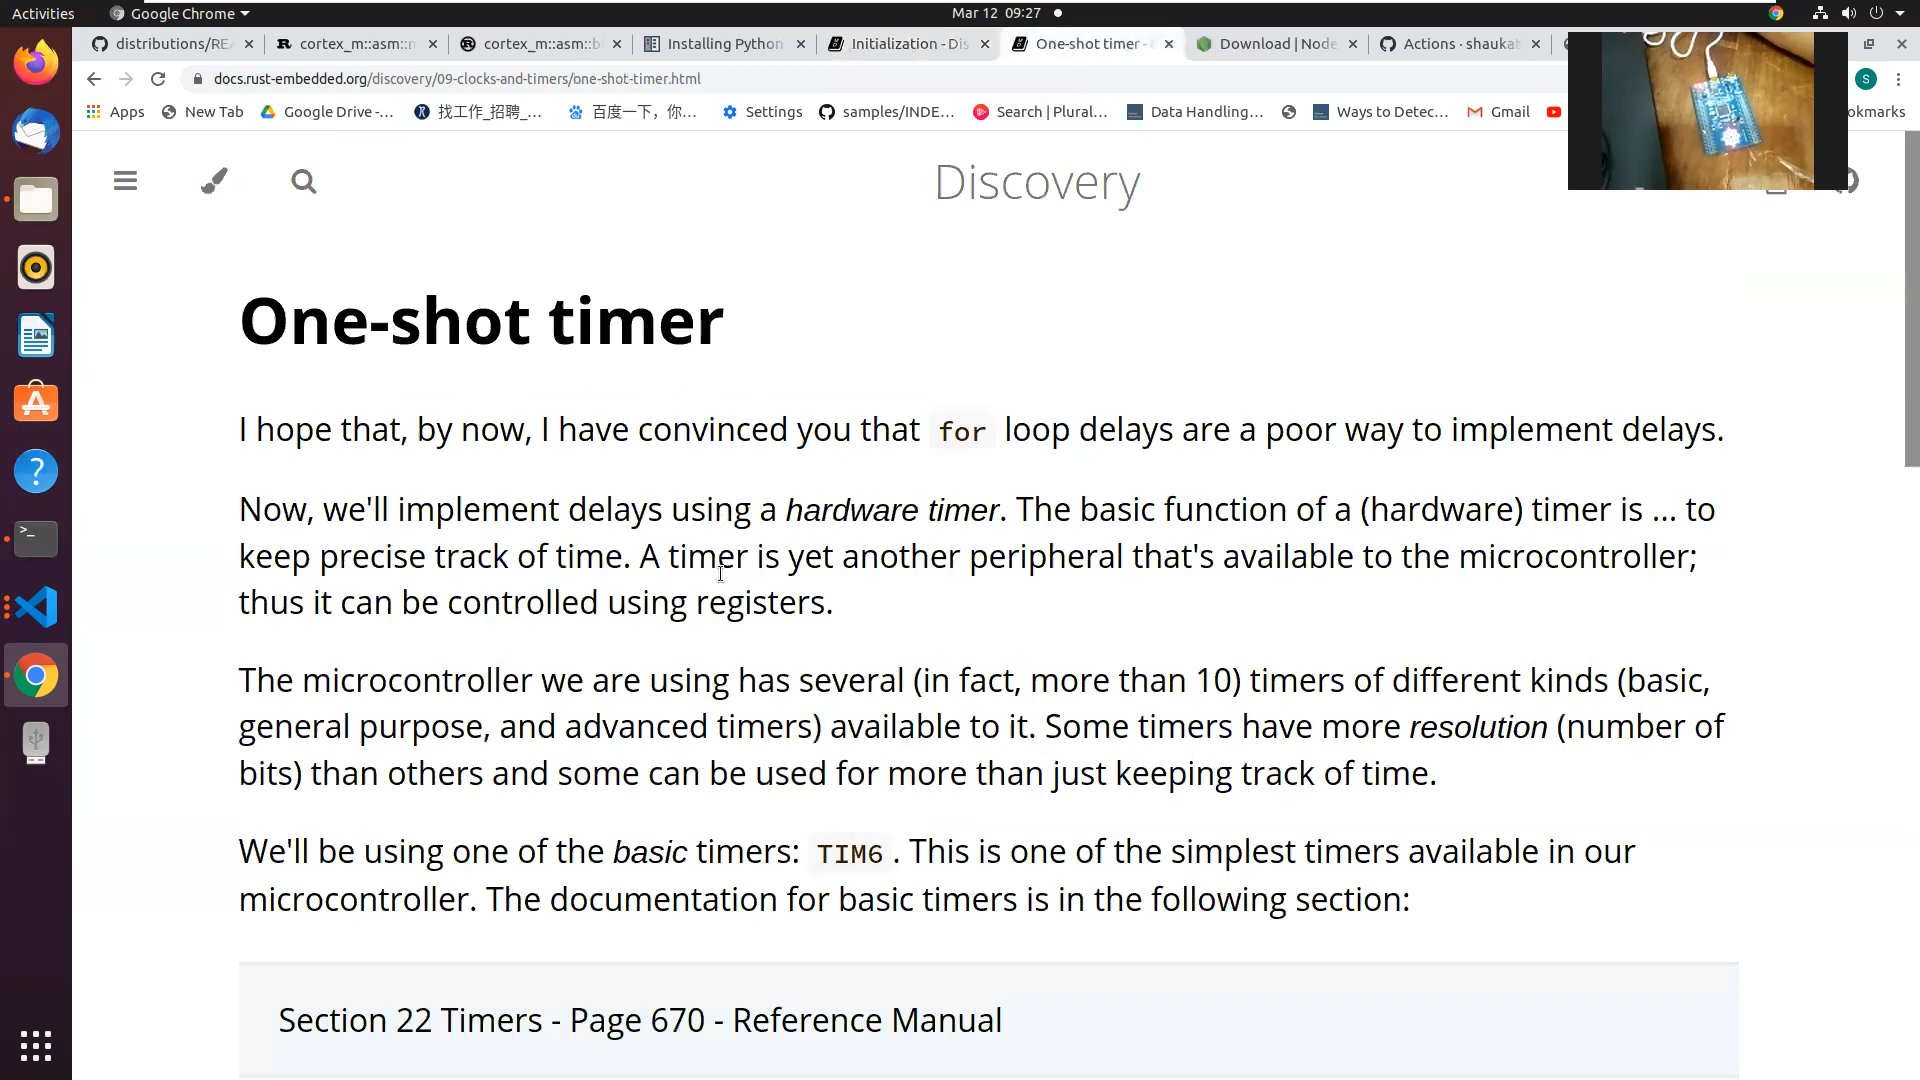 Activities Google Chrome Mar 12 09:27
distributions/REA cortex_m::asm::n cortex_m::asm::b Installing Python Initialization - Dis One-shot timer - Download | Node Actions · shaukat
docs.rust-embedded.org/discovery/09-clocks-and-timers/one-shot-timer.html S
Apps New Tab Google Drive -... 找工作_招聘_... 百度一下，你... Settings samples/INDE... Search | Plural... Data Handling... Ways to Detec... Gmail okmarks
Discovery
One-shot timer
I hope that, by now, I have convinced you that for loop delays are a poor way to implement delays.
Now, we'll implement delays using a hardware timer. The basic function of a (hardware) timer is ... to
keep precise track of time. A timer is yet another peripheral that's available to the microcontroller;
thus it can be controlled using registers.
The microcontroller we are using has several (in fact, more than 10) timers of different kinds (basic,
general purpose, and advanced timers) available to it. Some timers have more resolution (number of
bits) than others and some can be used for more than just keeping track of time.
We'll be using one of the basic timers: TIM6. This is one of the simplest timers available in our
microcontroller. The documentation for basic timers is in the following section:
Section 22 Timers - Page 670 - Reference Manual